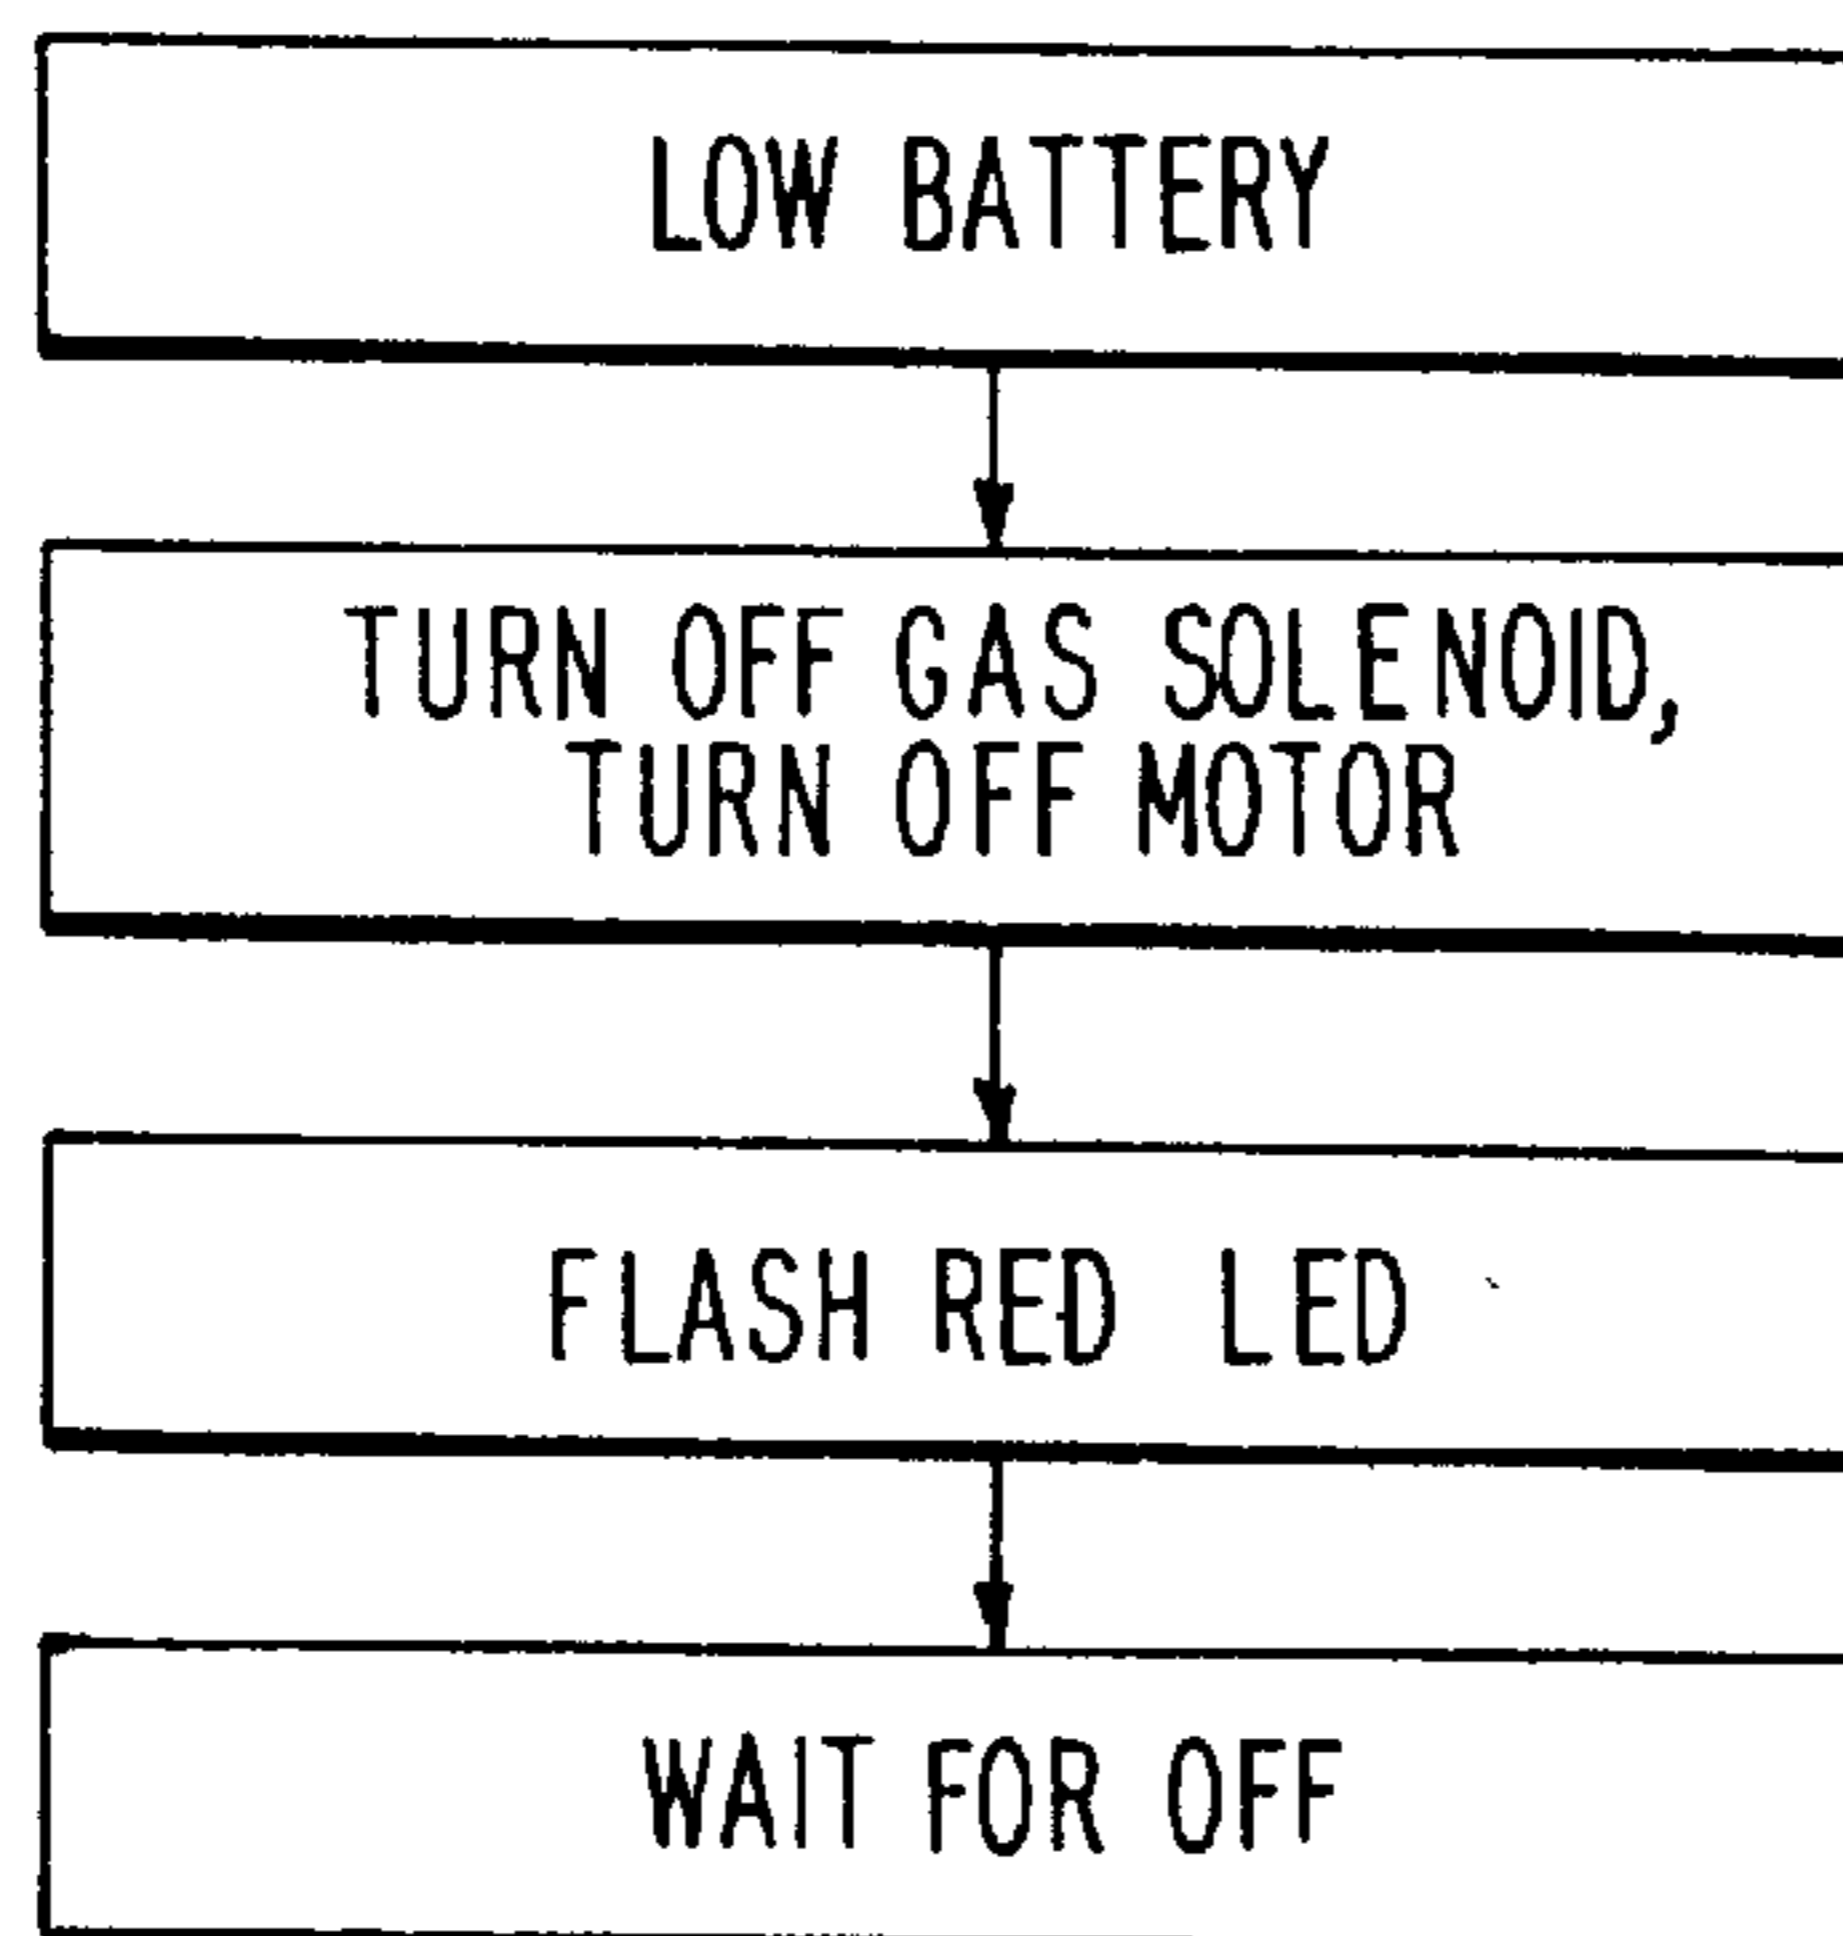 LOW BATTERY
TURN OFF GAS SOLENOID,
TURN OFF MOTOR
FLASH RED LED
WAIT FOR OFF